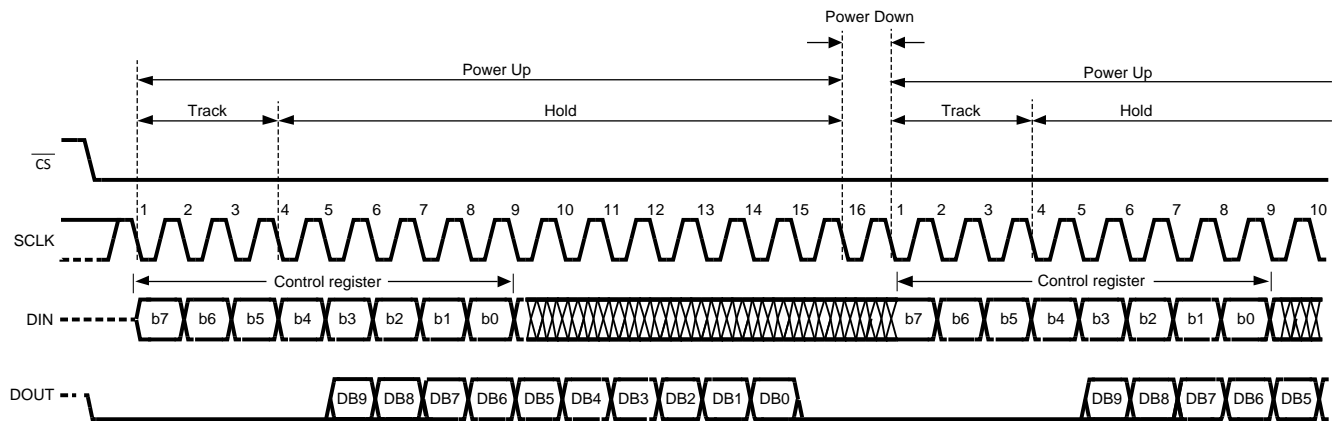 Power Down
Power Up
Power Up
Track
Hold
Track
Hold
CS
1 2 3 4 5 6 7 8 9 10 11 12 13 14 15 16 1 2 3 4 5 6 7 8 9 10
SCLK
Control register
Control register
DIN
b7 b6 b5 b4 b3 b2 b1 b0 b7 b6 b5 b4 b3 b2 b1 b0
DOUT
DB9 DB8 DB7 DB6 DB5 DB4 DB3 DB2 DB1 DB0 DB9 DB8 DB7 DB6 DB5